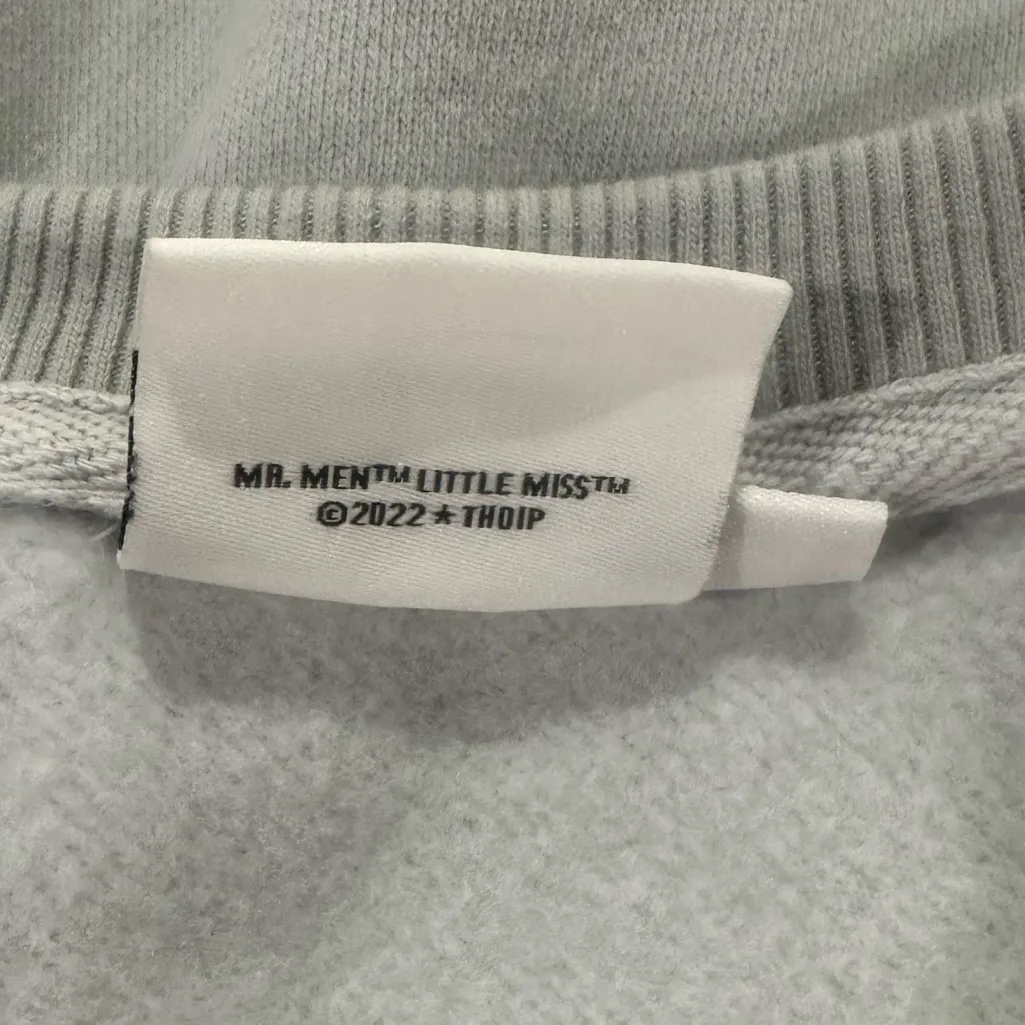 MR. MEN™ LITTLE MISS™
©2022 ★ THOIP